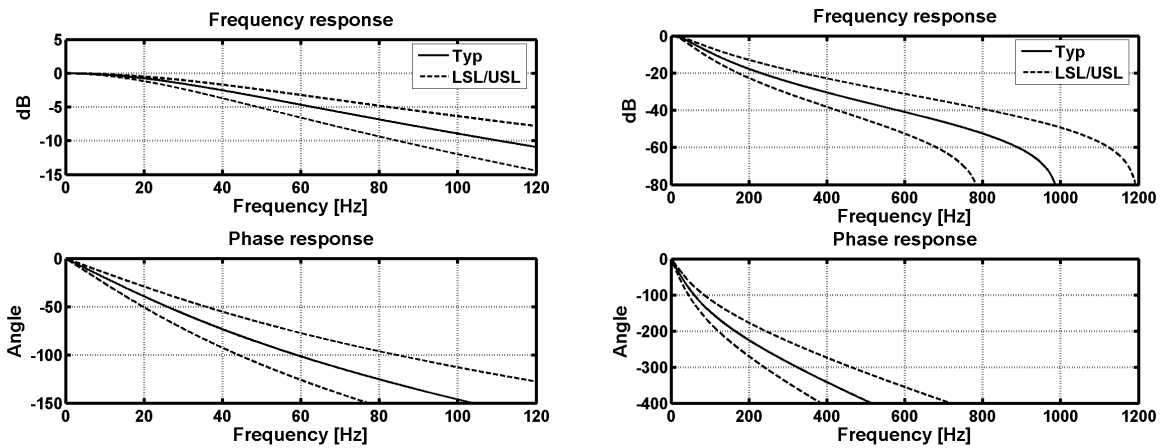 Frequency response
5
0
-5
-10
-15
dB
Typ
LSL/USL
0 20 40 60 80 100 120
Frequency [Hz]
Phase response
0
-50
-100
-150
Angle
0 20 40 60 80 100 120
Frequency [Hz]
Frequency response
0
-20
-40
-60
-80
dB
Typ
LSL/USL
0 200 400 600 800 1000 1200
Frequency [Hz]
Phase response
0
-100
-200
-300
-400
Angle
0 200 400 600 800 1000 1200
Frequency [Hz]